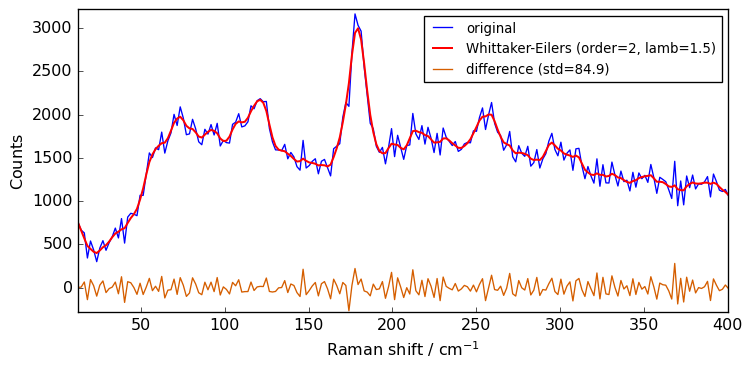 original
Whittaker-Eilers (order=2, lamb=1.5)
difference (std=84.9)
Counts
3000
2500
2000
1500
1000
500
0
50 100 150 200 250 300 350 400
Raman shift / cm⁻¹